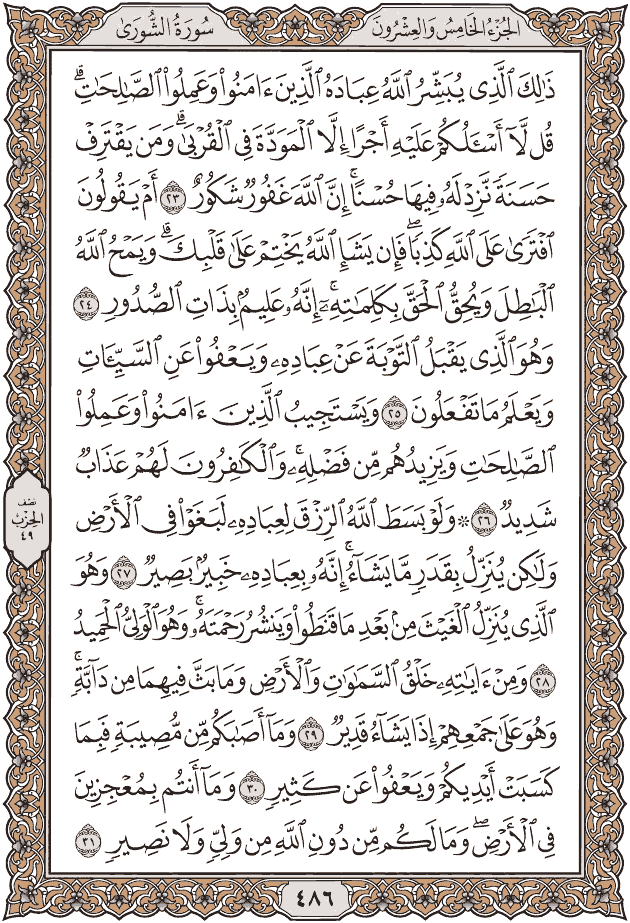 سُورَةُ الشُّورَىٰ
الجُزْءُ الخَامِسُ وَالعِشْرُونَ
ذَٰلِكَ ٱلَّذِي يُبَشِّرُ ٱللَّهُ عِبَادَهُ ٱلَّذِينَ ءَامَنُوا۟ وَعَمِلُوا۟ ٱلصَّٰلِحَٰتِۗ
قُل لَّآ أَسْـَٔلُكُمْ عَلَيْهِ أَجْرًا إِلَّا ٱلْمَوَدَّةَ فِي ٱلْقُرْبَىٰۗ وَمَن يَقْتَرِفْ
حَسَنَةً نَّزِدْ لَهُۥ فِيهَا حُسْنًاۚ إِنَّ ٱللَّهَ غَفُورٌ شَكُورٌ ٢٣ أَمْ يَقُولُونَ
ٱفْتَرَىٰ عَلَى ٱللَّهِ كَذِبًاۖ فَإِن يَشَإِ ٱللَّهُ يَخْتِمْ عَلَىٰ قَلْبِكَۗ وَيَمْحُ ٱللَّهُ
ٱلْبَٰطِلَ وَيُحِقُّ ٱلْحَقَّ بِكَلِمَٰتِهِۦٓۚ إِنَّهُۥ عَلِيمٌۢ بِذَاتِ ٱلصُّدُورِ ٢٤
وَهُوَ ٱلَّذِي يَقْبَلُ ٱلتَّوْبَةَ عَنْ عِبَادِهِۦ وَيَعْفُوا۟ عَنِ ٱلسَّيِّـَٔاتِ
وَيَعْلَمُ مَا تَفْعَلُونَ ٢٥ وَيَسْتَجِيبُ ٱلَّذِينَ ءَامَنُوا۟ وَعَمِلُوا۟
ٱلصَّٰلِحَٰتِ وَيَزِيدُهُم مِّن فَضْلِهِۦۚ وَٱلْكَٰفِرُونَ لَهُمْ عَذَابٌ
شَدِيدٌ ٢٦ ۞ وَلَوْ بَسَطَ ٱللَّهُ ٱلرِّزْقَ لِعِبَادِهِۦ لَبَغَوْا۟ فِي ٱلْأَرْضِ
وَلَٰكِن يُنَزِّلُ بِقَدَرٍ مَّا يَشَآءُۚ إِنَّهُۥ بِعِبَادِهِۦ خَبِيرٌۢ بَصِيرٌ ٢٧ وَهُوَ
ٱلَّذِي يُنَزِّلُ ٱلْغَيْثَ مِنۢ بَعْدِ مَا قَنَطُوا۟ وَيَنشُرُ رَحْمَتَهُۥۚ وَهُوَ ٱلْوَلِيُّ ٱلْحَمِيدُ
٢٨ وَمِنْ ءَايَٰتِهِۦ خَلْقُ ٱلسَّمَٰوَٰتِ وَٱلْأَرْضِ وَمَا بَثَّ فِيهِمَا مِن دَآبَّةٍۚ
وَهُوَ عَلَىٰ جَمْعِهِمْ إِذَا يَشَآءُ قَدِيرٌ ٢٩ وَمَآ أَصَٰبَكُم مِّن مُّصِيبَةٍ فَبِمَا
كَسَبَتْ أَيْدِيكُمْ وَيَعْفُوا۟ عَن كَثِيرٍ ٣٠ وَمَآ أَنتُم بِمُعْجِزِينَ
فِي ٱلْأَرْضِۖ وَمَا لَكُم مِّن دُونِ ٱللَّهِ مِن وَلِيٍّ وَلَا نَصِيرٍ ٣١
نصف
الحزب
٤٩
٤٨٦